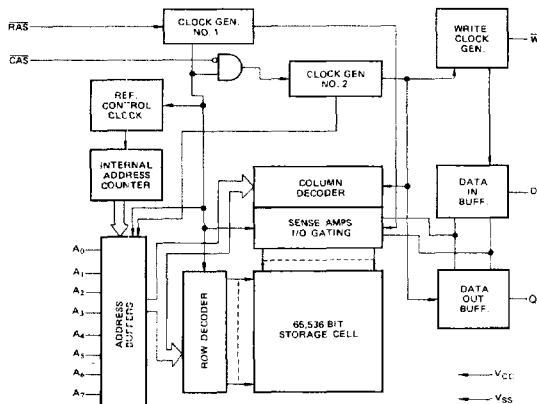 RAS
CLOCK GEN.
NO. 1
WRITE
CLOCK
GEN.
W
CAS
CLOCK GEN
NO. 2
REF.
CONTROL
CLOCK
INTERNAL
ADDRESS
COUNTER
COLUMN
DECODER
DATA
IN
BUFF.
D
SENSE AMPS
I/O GATING
A0
A1
A2
A3
A4
A5
A6
A7
ADDRESS
BUFFERS
ROW DECODER
65,536 BIT
STORAGE CELL
DATA
OUT
BUFF.
Q
VCC
VSS